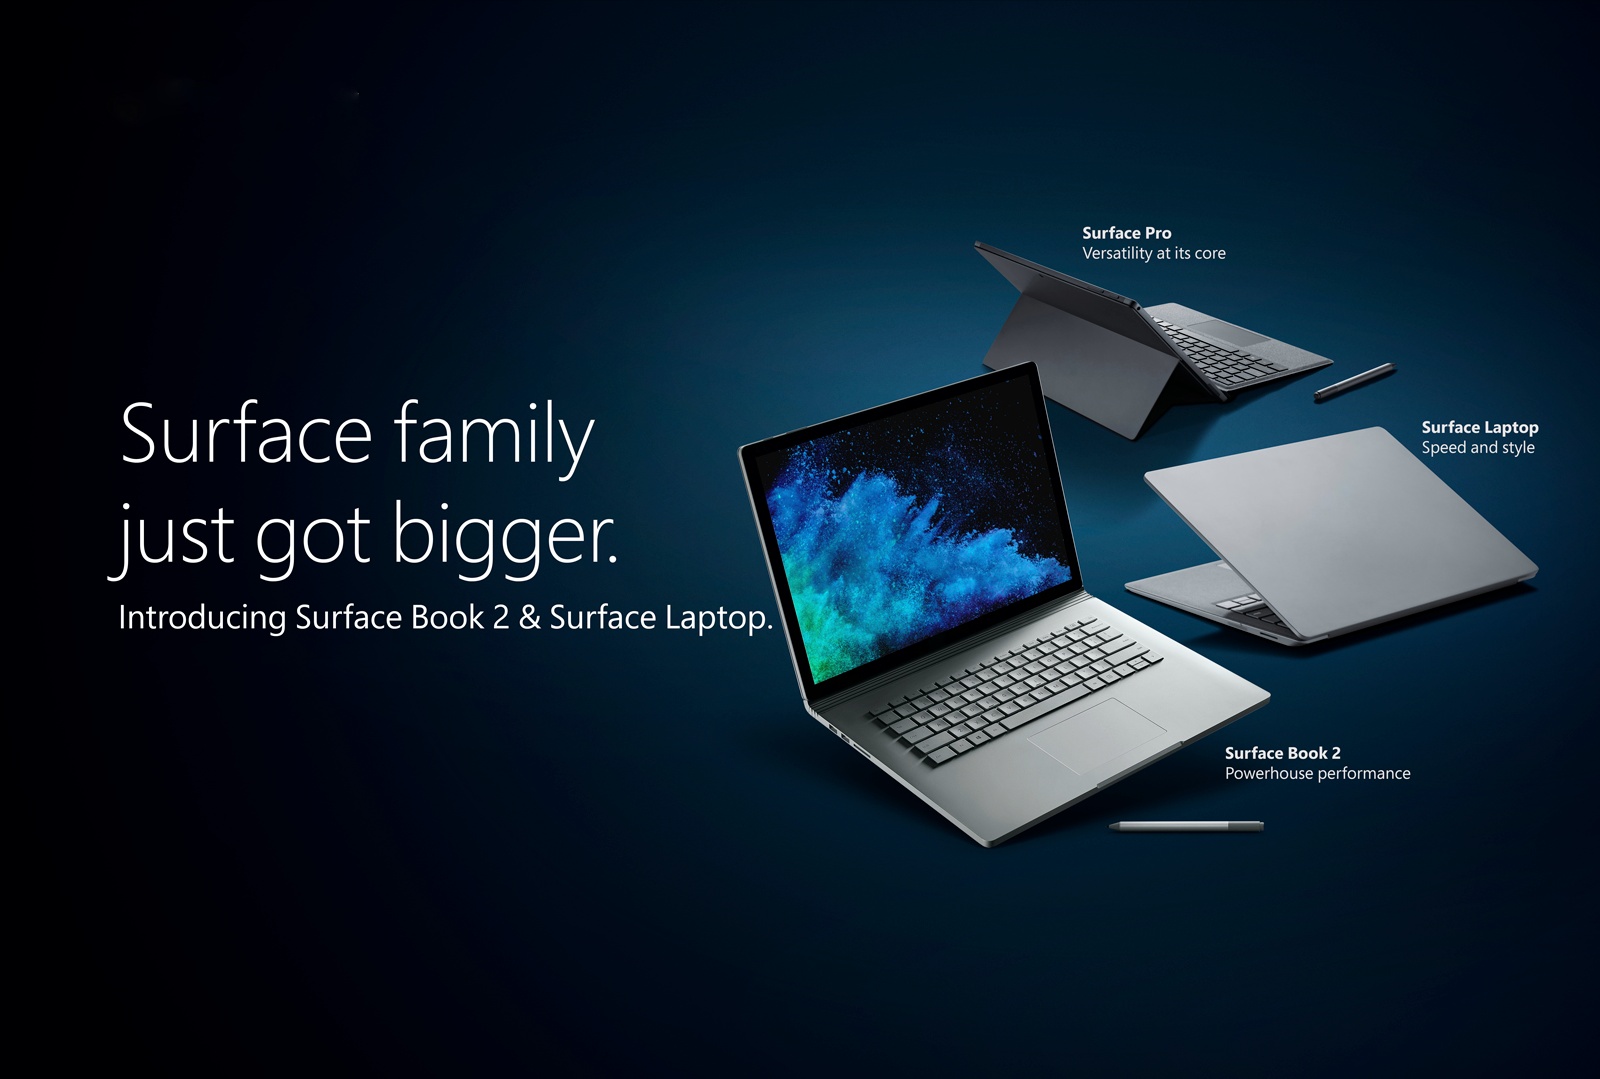 Surface family
just got bigger.
Introducing Surface Book 2 & Surface Laptop.
Surface Pro
Versatility at its core
Surface Laptop
Speed and style
Surface Book 2
Powerhouse performance